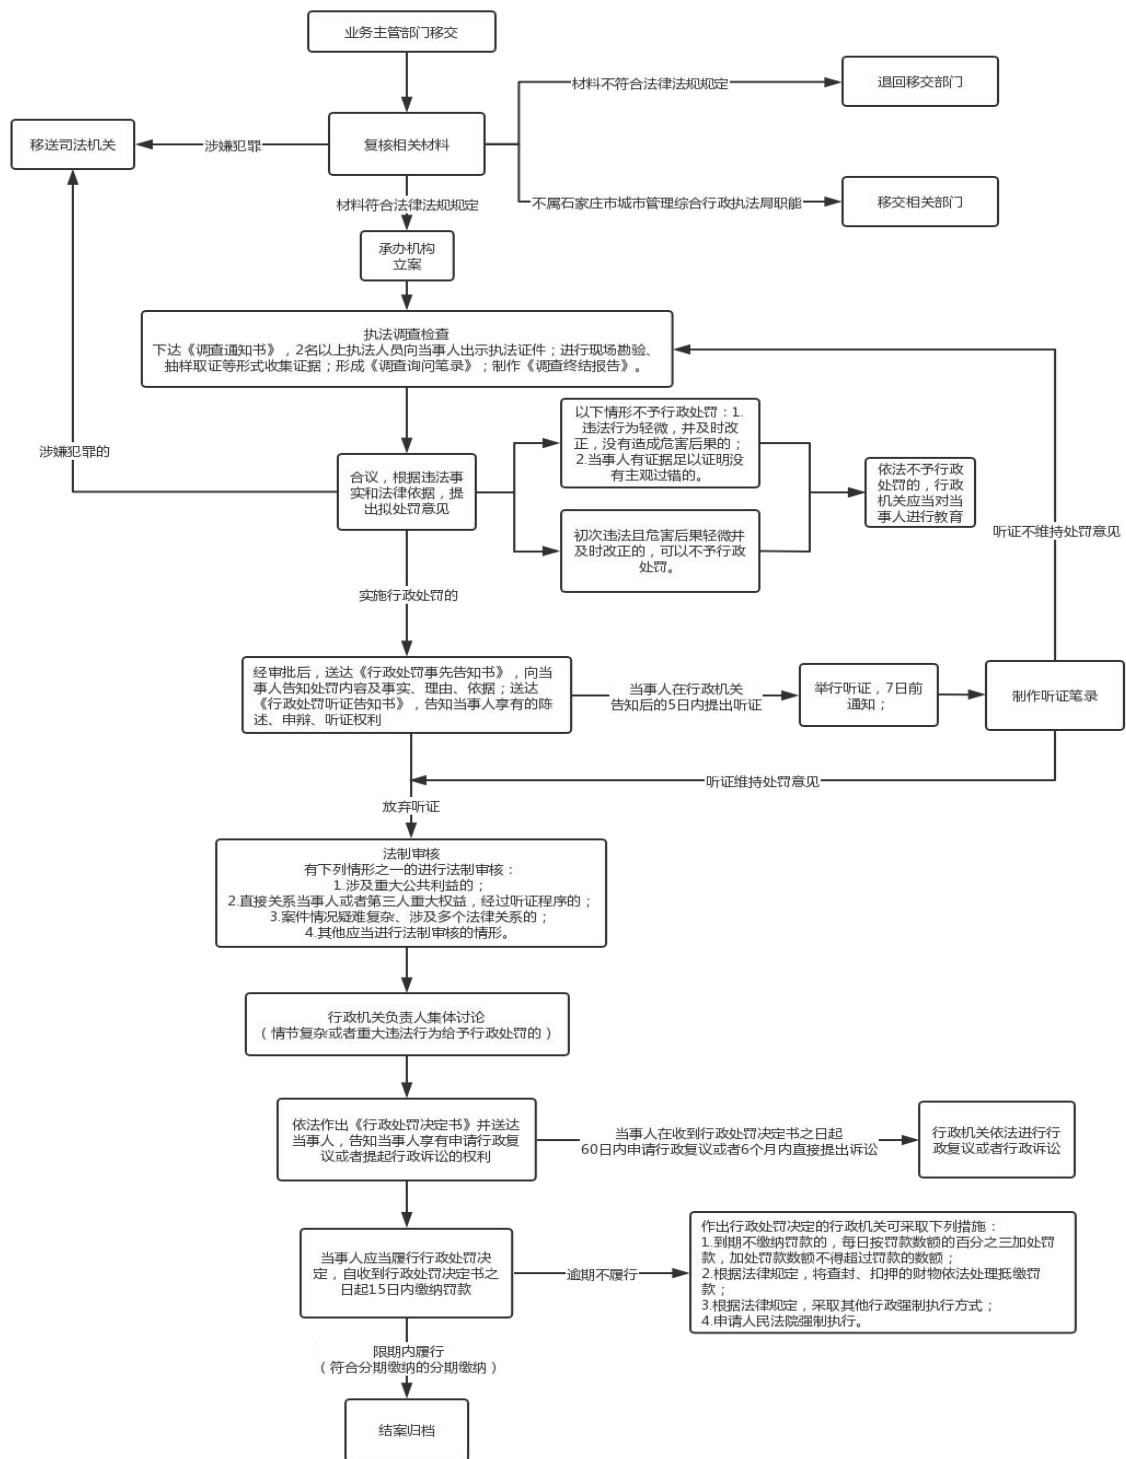 业务主管部门移交
材料不符合法律法规规定
退回移交部门
移送司法机关
涉嫌犯罪
复核相关材料
不属石家庄市城市管理综合行政执法局职能
移交相关部门
材料符合法律法规规定
承办机构
立案
执法调查检查
下达《调查通知书》，2名以上执法人员向当事人出示执法证件；进行现场勘验、
抽样取证等形式收集证据；形成《调查询问笔录》；制作《调查终结报告》。
涉嫌犯罪的
合议，根据违法事
实和法律依据，提
出拟处罚意见
以下情形不予行政处罚：1.
违法行为轻微，并及时改
正，没有造成危害后果的；
2.当事人有证据足以证明没
有主观过错的。
初次违法且危害后果轻微并
及时改正的，可以不予行政
处罚。
依法不予行政
处罚的，行政
机关应当对当
事人进行教育
听证不维持处罚意见
实施行政处罚的
经审批后，送达《行政处罚事先告知书》，向当
事人告知处罚内容及事实、理由、依据；送达
《行政处罚听证告知书》，告知当事人享有的陈
述、申辩、听证权利
当事人在行政机关
告知后的5日内提出听证
举行听证，7日前
通知；
制作听证笔录
听证维持处罚意见
放弃听证
法制审核
有下列情形之一的进行法制审核：
1.涉及重大公共利益的；
2.直接关系当事人或者第三人重大权益，经过听证程序的；
3.案件情况疑难复杂、涉及多个法律关系的；
4.其他应当进行法制审核的情形。
行政机关负责人集体讨论
（情节复杂或者重大违法行为给予行政处罚的）
依法作出《行政处罚决定书》并送达
当事人，告知当事人享有申请行政复
议或者提起行政诉讼的权利
当事人在收到行政处罚决定书之日起
60日内申请行政复议或者6个月内直接提出诉讼
行政机关依法进行行
政复议或者行政诉讼
当事人应当履行行政处罚决
定，自收到行政处罚决定书之
日起15日内缴纳罚款
逾期不履行
作出行政处罚决定的行政机关可采取下列措施：
1.到期不缴纳罚款的，每日按罚款数额的百分之三加处罚
款，加处罚款数额不得超过罚款的数额；
2.根据法律规定，将查封、扣押的财物依法处理抵缴罚
款；
3.根据法律规定，采取其他行政强制执行方式；
4.申请人民法院强制执行。
限期内履行
（符合分期缴纳的分期缴纳）
结案归档